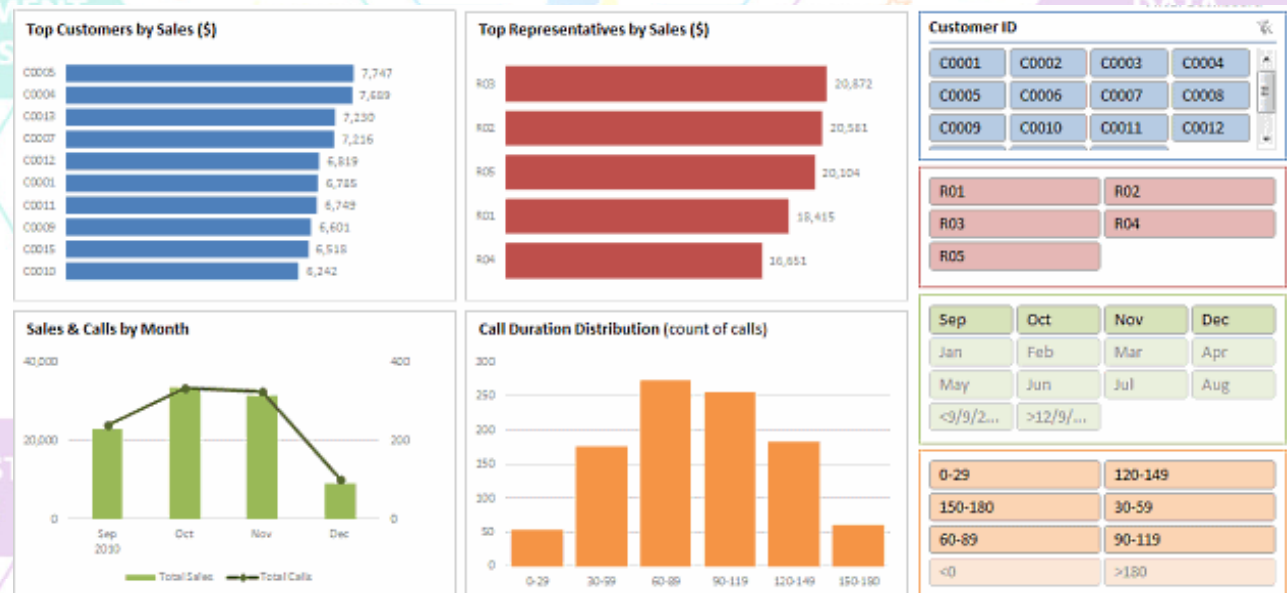 Top Customers by Sales ($)
C0005 7,747
C0004 7,689
C0013 7,230
C0007 7,216
C0012 6,819
C0001 6,785
C0011 6,749
C0009 6,601
C0015 6,518
C0010 6,242
Top Representatives by Sales ($)
R03 20,872
R02 20,581
R05 20,104
R01 18,415
R04 16,651
Customer ID
C0001 C0002 C0003 C0004
C0005 C0006 C0007 C0008
C0009 C0010 C0011 C0012
R01 R02
R03 R04
R05
Sales & Calls by Month
40,000 400
20,000 200
0 0
Sep Oct Nov Dec
2010
Total Sales Total Calls
Call Duration Distribution (count of calls)
300
250
200
150
100
50
0
0-29 30-59 60-89 90-119 120-149 150-180
Sep Oct Nov Dec
Jan Feb Mar Apr
May Jun Jul Aug
<9/9/2... >12/9/...
0-29 120-149
150-180 30-59
60-89 90-119
<0 >180